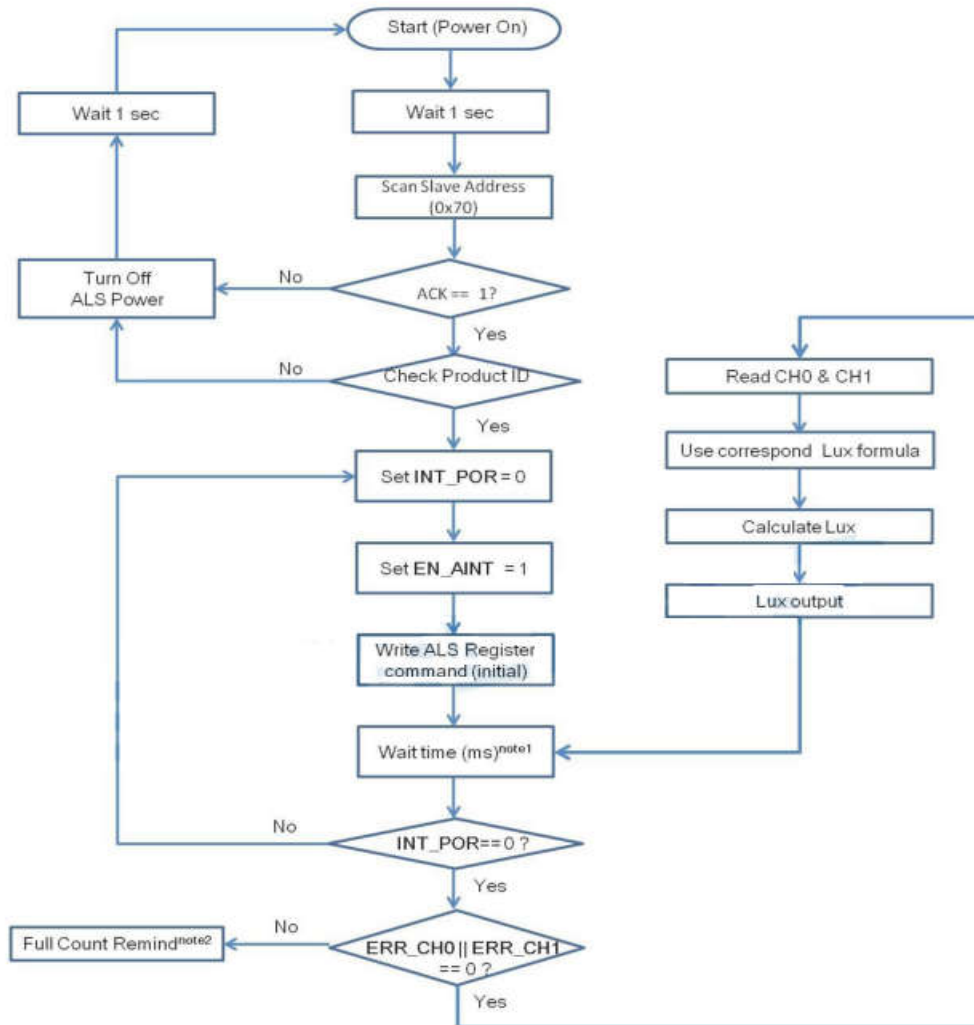 Start (Power On)
Wait 1 sec
Wait 1 sec
Scan Slave Address
(0x70)
No
Turn Off
ALS Power
ACK == 1?
Yes
No
Check Product ID
Read CH0 & CH1
Yes
Use correspond Lux formula
Set INT_POR = 0
Calculate Lux
Set EN_AINT = 1
Lux output
Write ALS Register
command (initial)
Wait time (ms)note1
No
INT_POR== 0 ?
Yes
No
Full Count Remindnote2
ERR_CH0 || ERR_CH1
== 0 ?
Yes